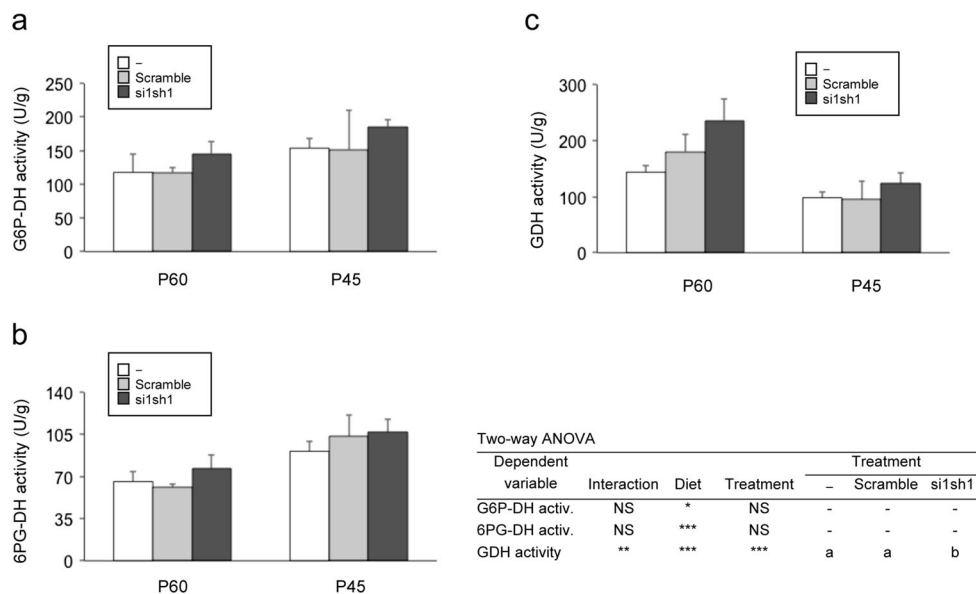 a
–
Scramble
si1sh1
G6P-DH activity (U/g)
250
200
150
100
50
0
P60 P45
b
–
Scramble
si1sh1
6PG-DH activity (U/g)
140
105
70
35
0
P60 P45
c
–
Scramble
si1sh1
GDH activity (U/g)
300
200
100
0
P60 P45
Two-way ANOVA
Dependent Treatment
variable Interaction Diet Treatment – Scramble si1sh1
G6P-DH activ. NS * NS - - -
6PG-DH activ. NS *** NS - - -
GDH activity ** *** *** a a b